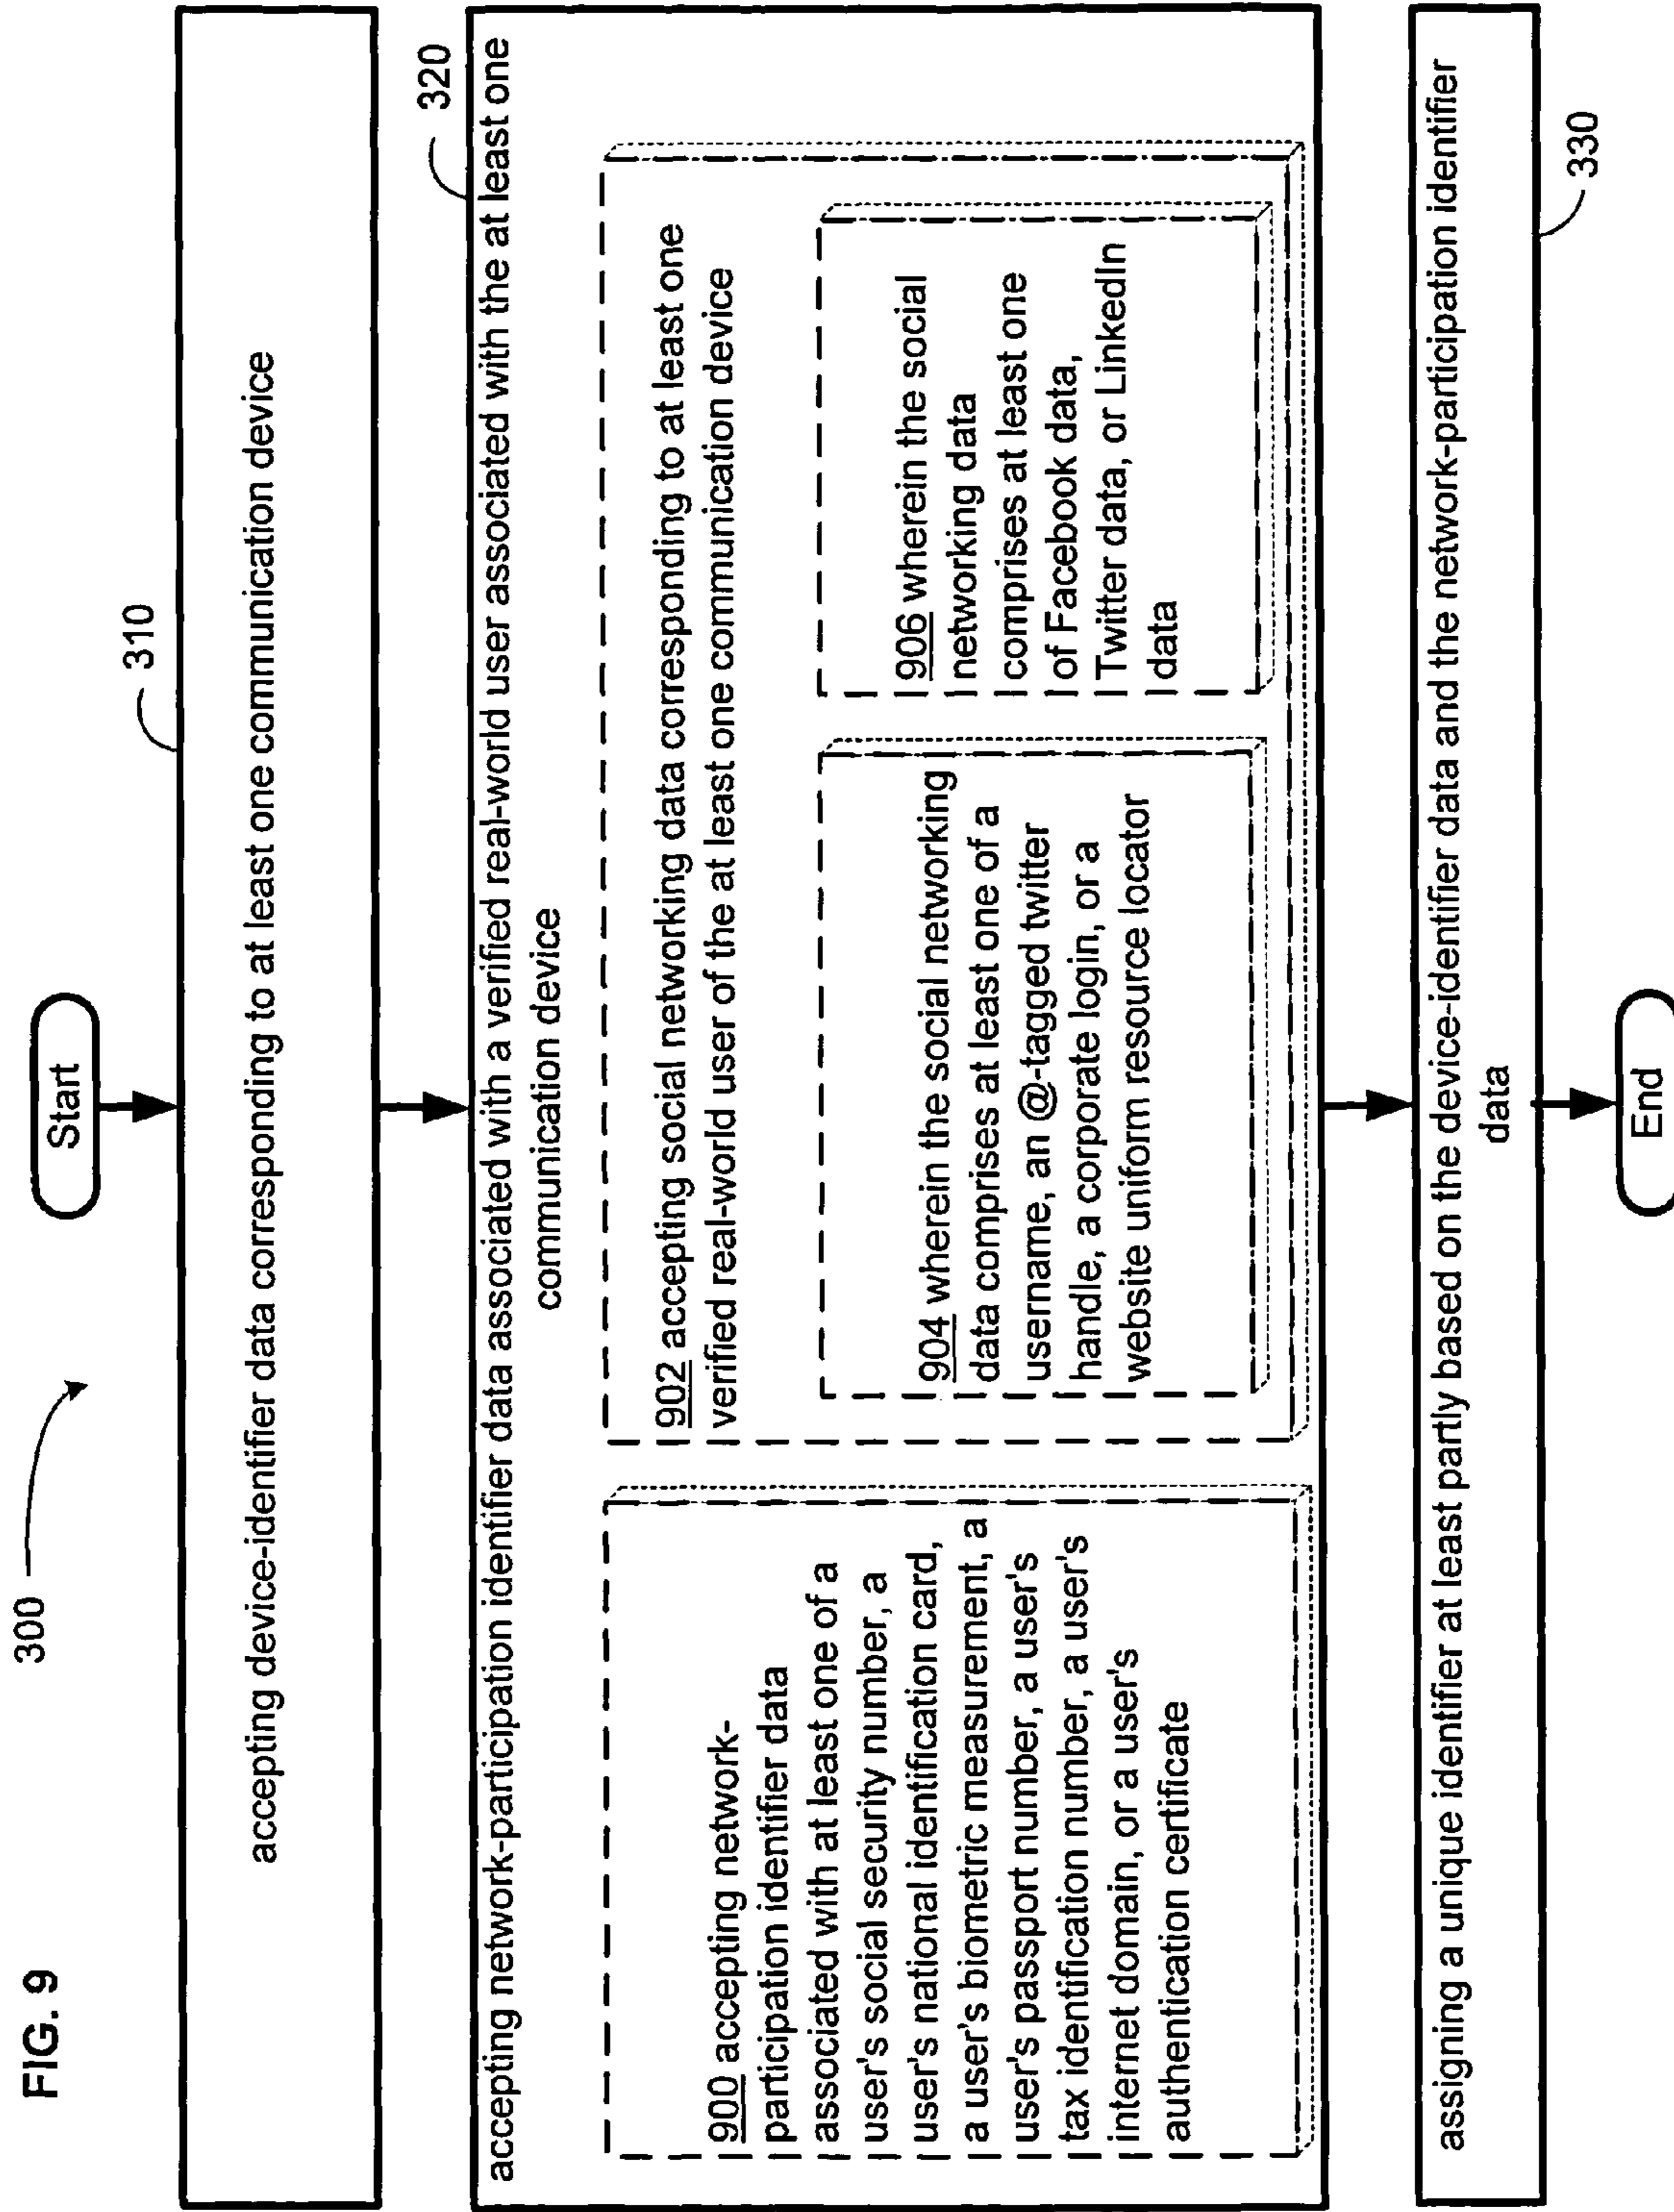 FIG. 9
300
Start
310
accepting device-identifier data corresponding to at least one communication device
320
accepting network-participation identifier data associated with a verified real-world user associated with the at least one
communication device
900 accepting network-
participation identifier data
associated with at least one of a
user's social security number, a
user's national identification card,
a user's biometric measurement, a
user's passport number, a user's
tax identification number, a user's
internet domain, or a user's
authentication certificate
902 accepting social networking data corresponding to at least one
verified real-world user of the at least one communication device
904 wherein the social networking
data comprises at least one of a
username, an @-tagged twitter
handle, a corporate login, or a
website uniform resource locator
906 wherein the social
networking data
comprises at least one
of Facebook data,
Twitter data, or LinkedIn
data
assigning a unique identifier at least partly based on the device-identifier data and the network-participation identifier
data
330
End